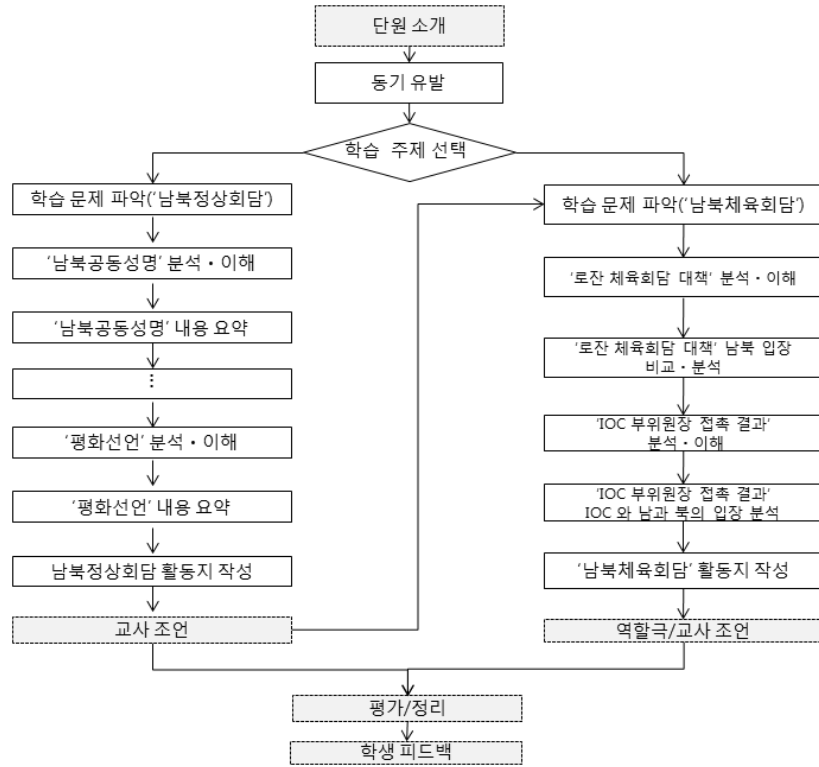 단원 소개
동기 유발
학습 주제 선택
학습 문제 파악('남북정상회담')
'남북공동성명' 분석・이해
'남북공동성명' 내용 요약
⋮
'평화선언' 분석・이해
'평화선언' 내용 요약
남북정상회담 활동지 작성
교사 조언
학습 문제 파악('남북체육회담')
'로잔 체육회담 대책' 분석・이해
'로잔 체육회담 대책' 남북 입장
비교・분석
'IOC 부위원장 접촉 결과'
분석・이해
'IOC 부위원장 접촉 결과'
IOC 와 남과 북의 입장 분석
'남북체육회담' 활동지 작성
역할극/교사 조언
평가/정리
학생 피드백